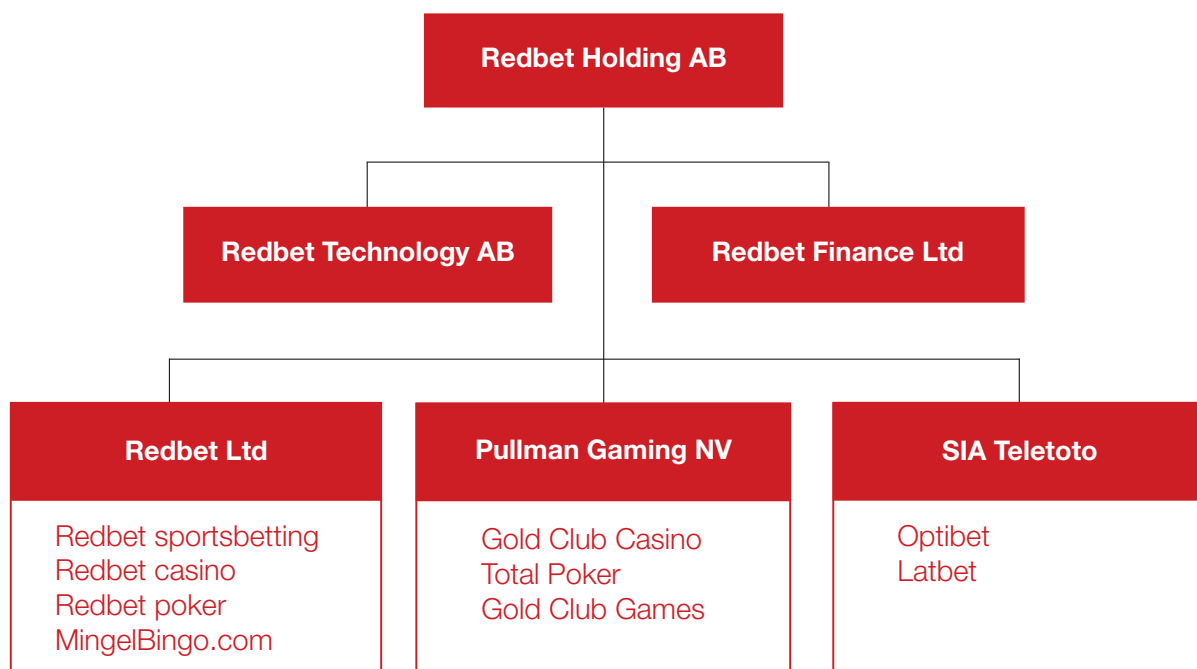 Redbet Holding AB
Redbet Technology AB
Redbet Finance Ltd
Redbet Ltd
Redbet sportsbetting
Redbet casino
Redbet poker
MingelBingo.com
Pullman Gaming NV
Gold Club Casino
Total Poker
Gold Club Games
SIA Teletoto
Optibet
Latbet